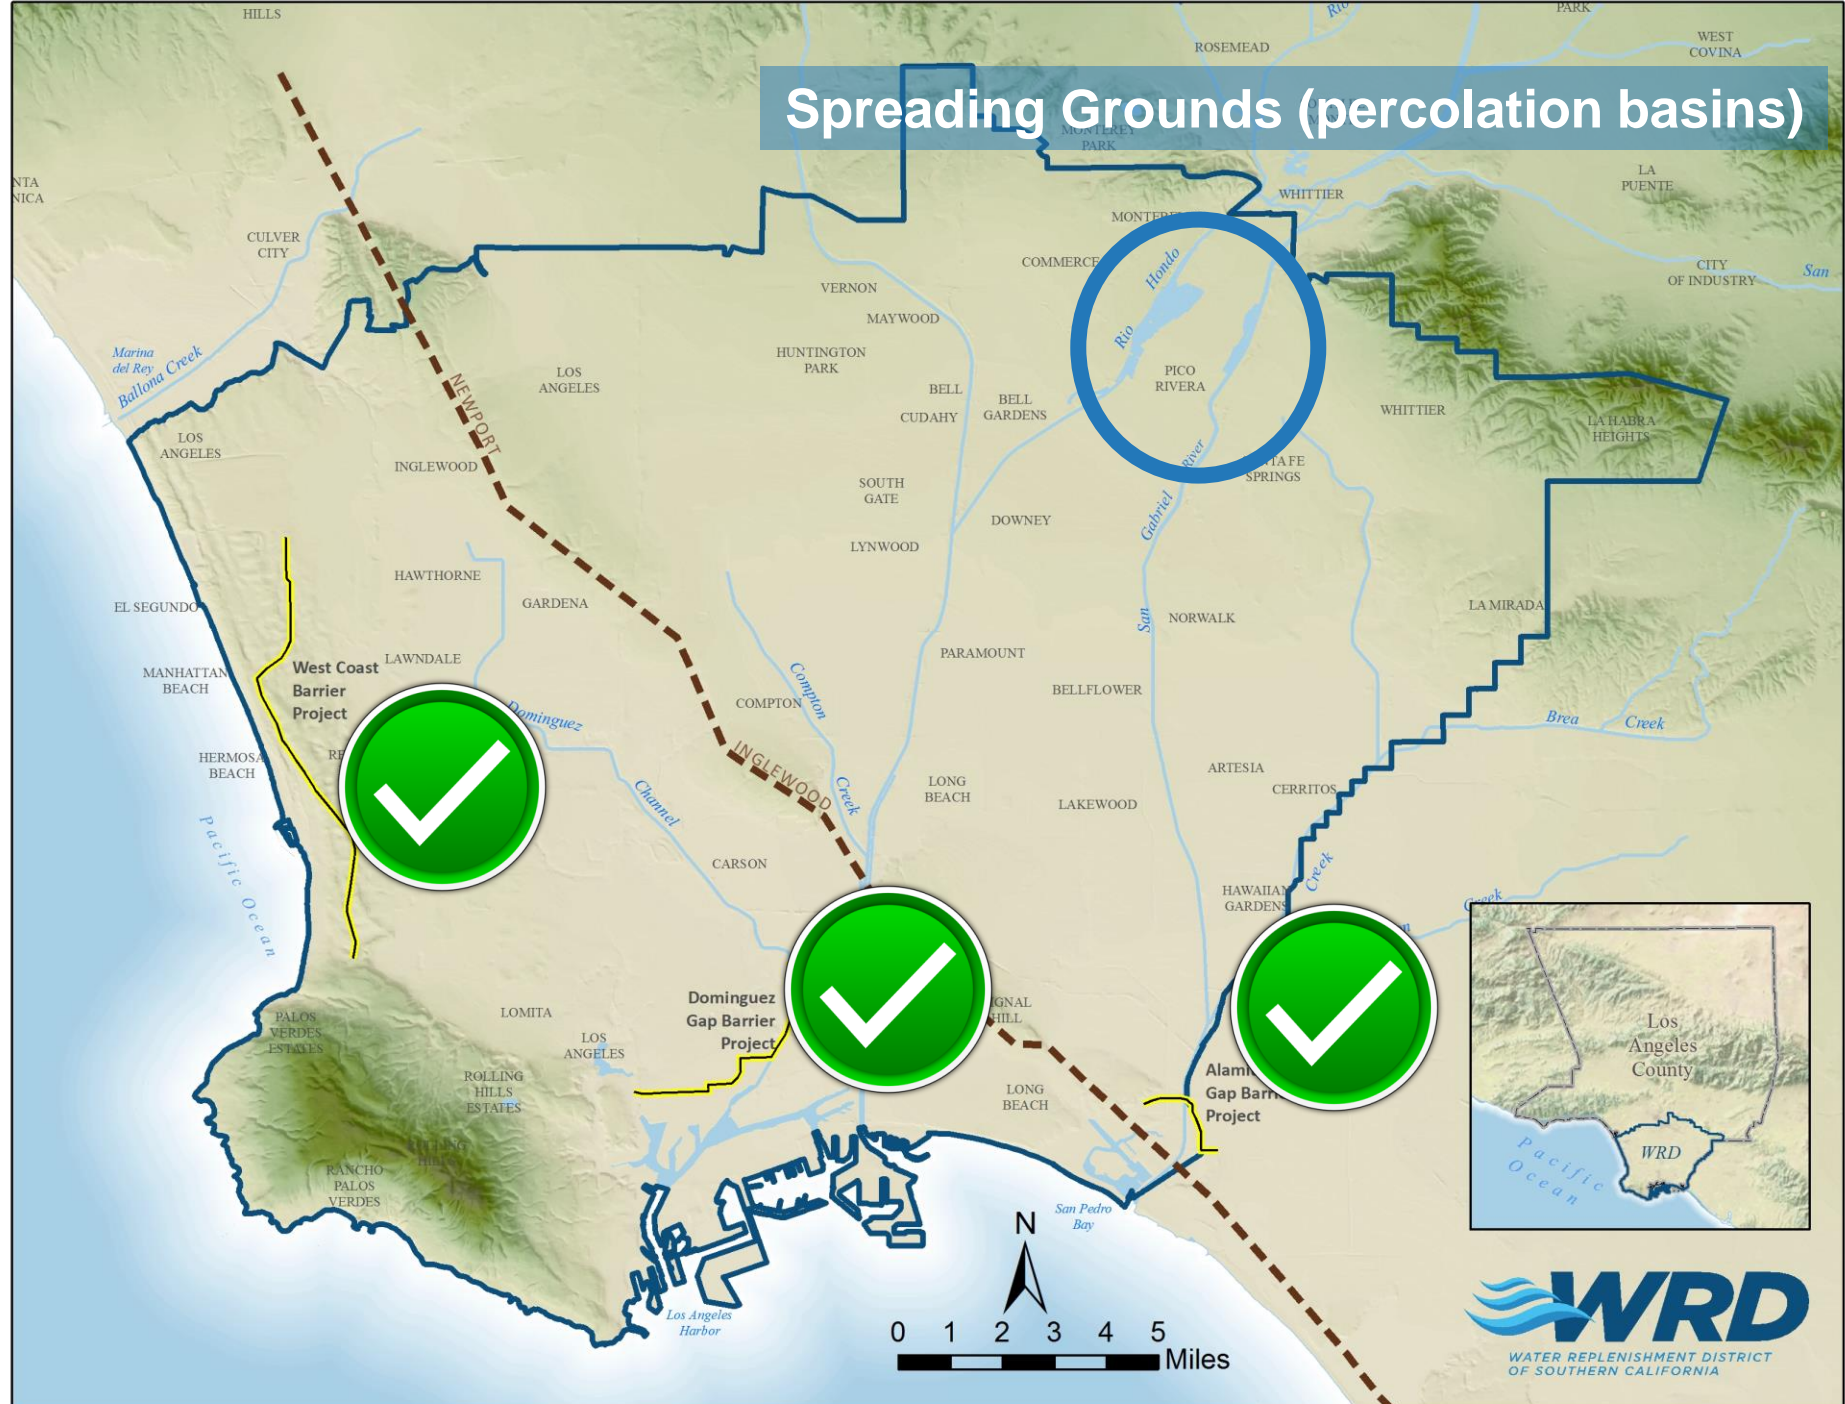 HILLS
Rio
PARK
ROSEMEAD
WEST
COVINA
Spreading Grounds (percolation basins)
MONTEREY
PARK
NTA
NICA
LA
PUENTE
WHITTIER
CULVER
CITY
COMMERCE
Rio Hondo
CITY
OF INDUSTRY
San
VERNON
MAYWOOD
Marina
del Rey
Ballona Creek
HUNTINGTON
PARK
LOS
ANGELES
NEWPORT
BELL
BELL
GARDENS
PICO
RIVERA
CUDAHY
WHITTIER
LA HABRA
HEIGHTS
LOS
ANGELES
INGLEWOOD
SPRINGS
SOUTH
GATE
DOWNEY
San Gabriel River
LYNWOOD
HAWTHORNE
GARDENA
EL SEGUNDO
NORWALK
LA MIRADA
LAWNDALE
PARAMOUNT
West Coast
Barrier
Project
MANHATTAN
BEACH
BELLFLOWER
COMPTON
Compton Creek
Dominguez Channel
Brea Creek
HERMOSA
BEACH
INGLEWOOD
LONG
BEACH
ARTESIA
CERRITOS
LAKEWOOD
Pacific Ocean
CARSON
Creek
HAWAIIAN
GARDENS
Creek
LOMITA
Dominguez
Gap Barrier
Project
HILL
PALOS
VERDES
ESTATES
LOS
ANGELES
Los
Angeles
County
ROLLING
HILLS
ESTATES
LONG
BEACH
Gap
Project
RANCHO
PALOS
VERDES
Pacific
Ocean
WRD
San Pedro
Bay
N
Los Angeles
Harbor
0 1 2 3 4 5
Miles
WRD
WATER REPLENISHMENT DISTRICT
OF SOUTHERN CALIFORNIA